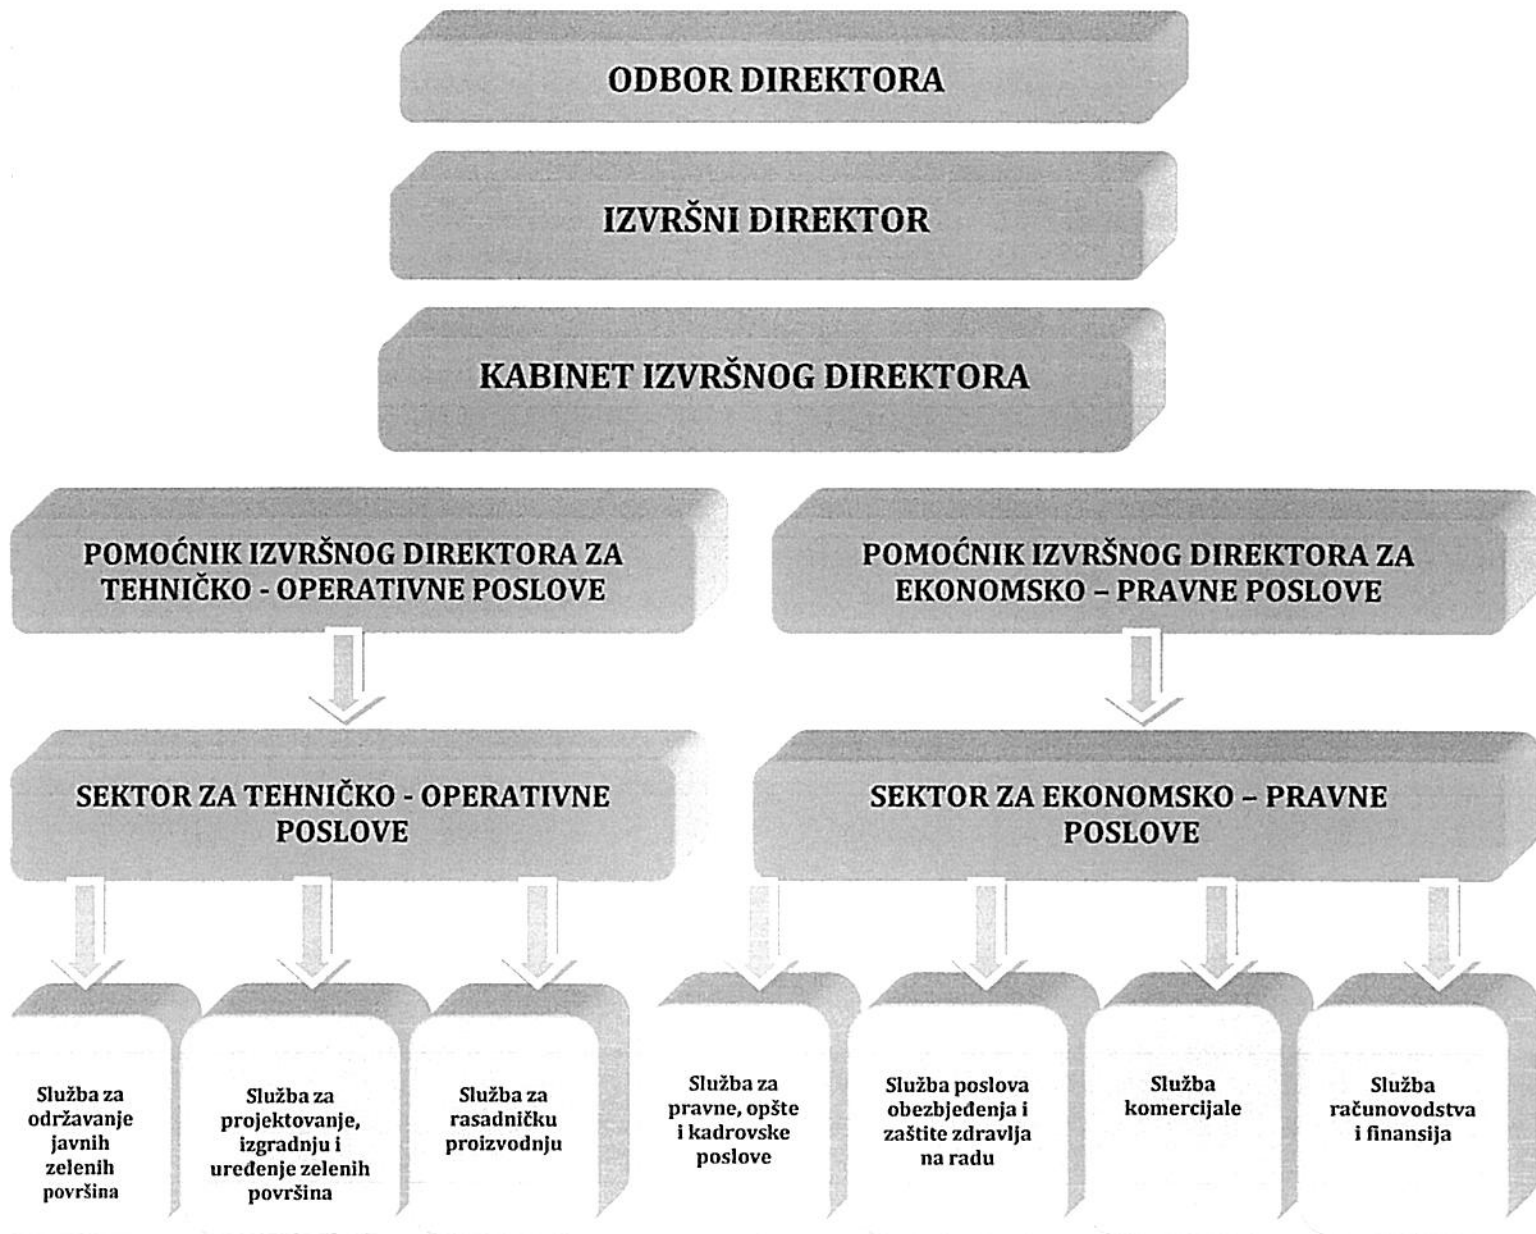 ODBOR DIREKTORA
IZVRŠNI DIREKTOR
KABINET IZVRŠNOG DIREKTORA
POMOĆNIK IZVRŠNOG DIREKTORA ZA
TEHNIČKO - OPERATIVNE POSLOVE
POMOĆNIK IZVRŠNOG DIREKTORA ZA
EKONOMSKO – PRAVNE POSLOVE
SEKTOR ZA TEHNIČKO - OPERATIVNE
POSLOVE
SEKTOR ZA EKONOMSKO – PRAVNE
POSLOVE
Služba za
održavanje
javnih
zelenih
površina
Služba za
projektovanje,
izgradnju i
uređenje zelenih
površina
Služba za
rasadničku
proizvodnju
Služba za
pravne, opšte
i kadrovske
poslove
Služba poslova
obezbjeđenja i
zaštite zdravlja
na radu
Služba
komercijale
Služba
računovodstva
i finansija